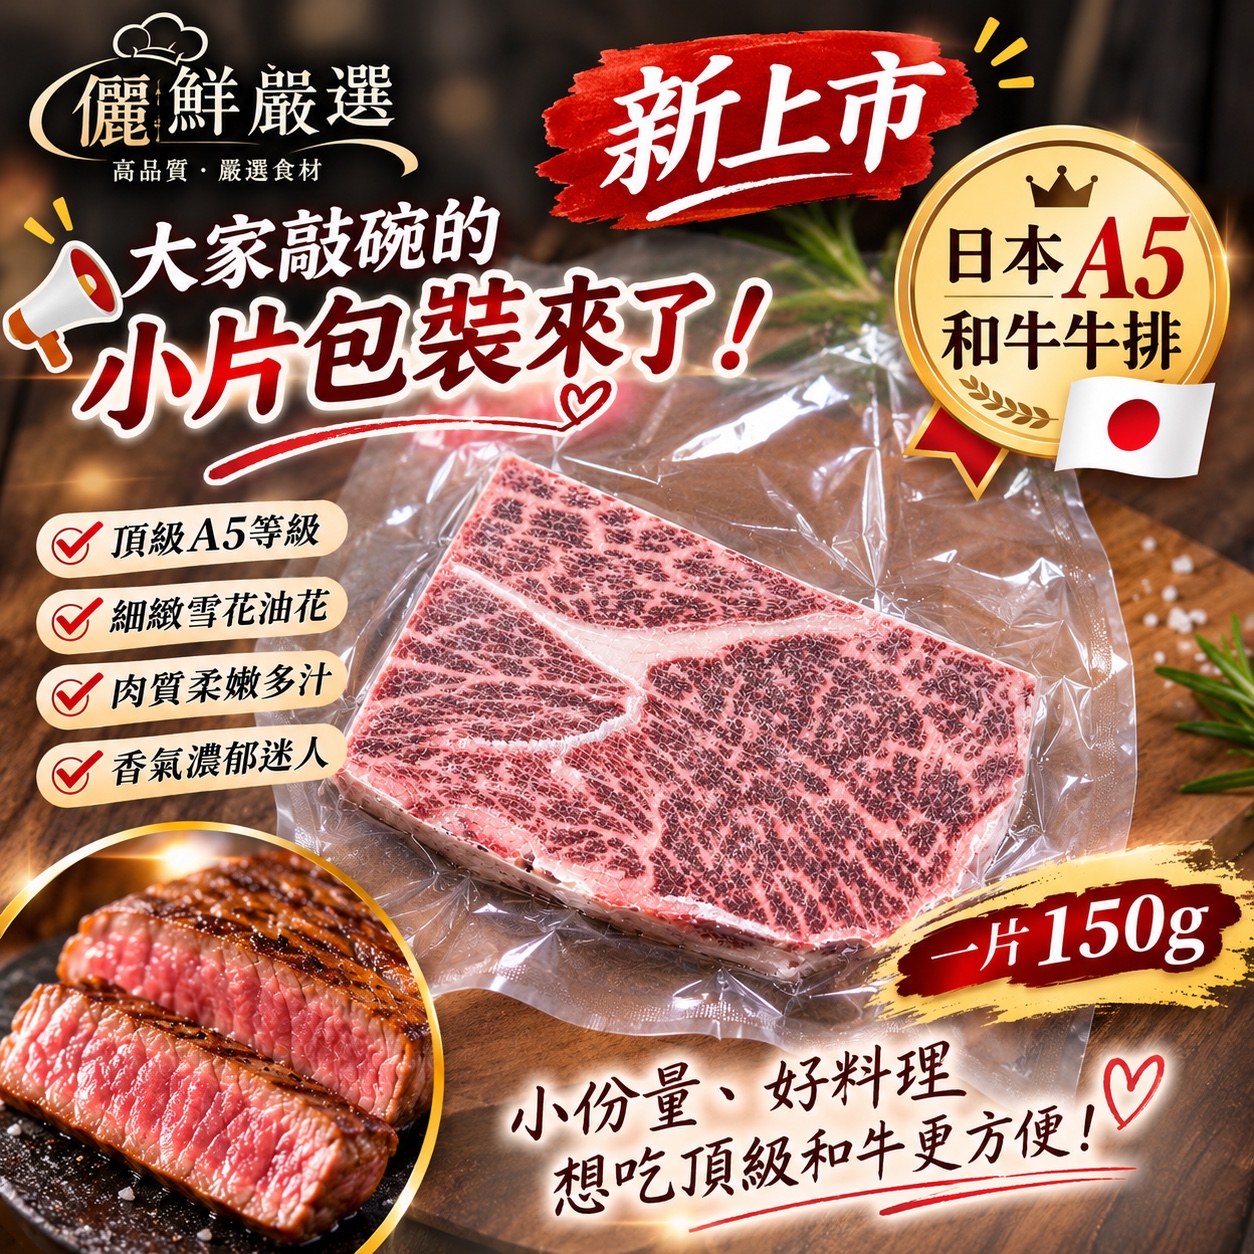 儷鮮嚴選
高品質・嚴選食材
新上市
大家敲碗的
小片包裝來了！
日本A5
和牛牛排
頂級A5等級
細緻雪花油花
肉質柔嫩多汁
香氣濃郁迷人
一片150g
小份量、好料理
想吃頂級和牛更方便！